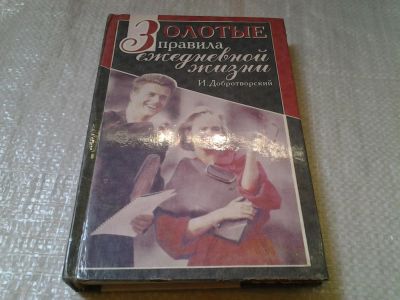 ЗОЛОТЫЕ
правила
ежедневной
жизни
И. Добротворский